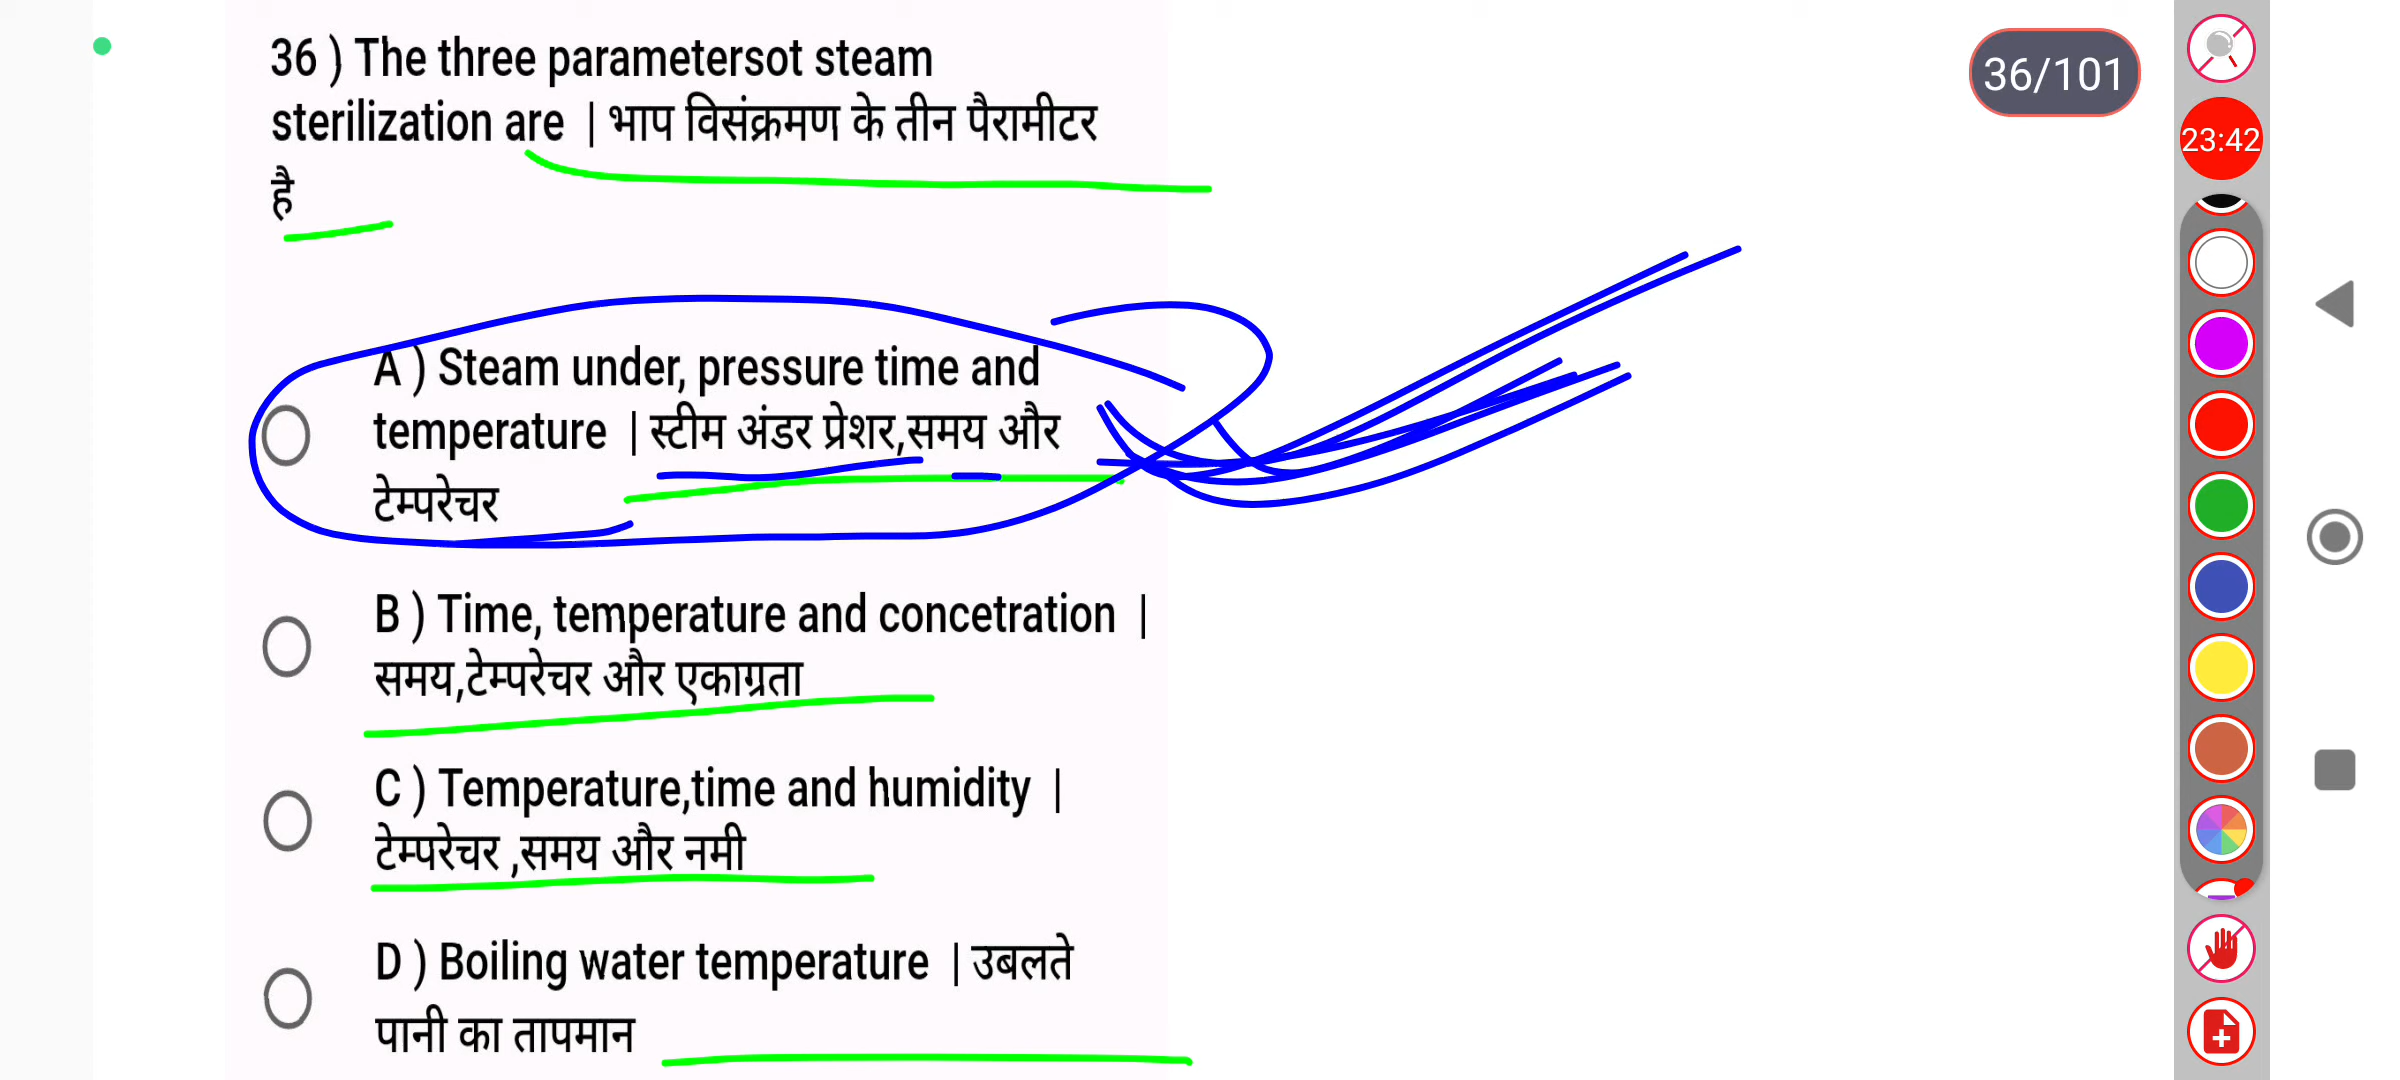 36 ) The three parametersot steam
sterilization are | भाप विसंक्रमण के तीन पैरामीटर
है
36/101
23:42
A ) Steam under, pressure time and
temperature | स्टीम अंडर प्रेशर,समय और
टेम्परेचर
B ) Time, temperature and concetration |
समय,टेम्परेचर और एकाग्रता
C ) Temperature,time and humidity |
टेम्परेचर ,समय और नमी
D ) Boiling water temperature | उबलते
पानी का तापमान